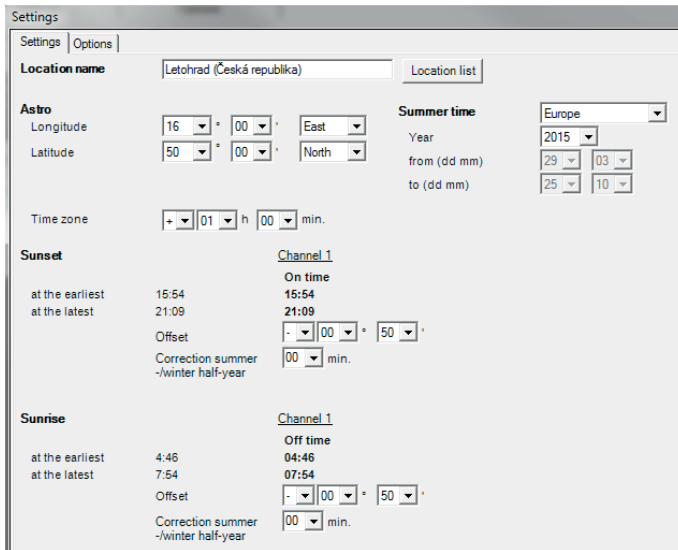 Settings
Settings Options
Location name Letohrad (Česká republika) Location list
Astro Summer time Europe
Longitude 16 ° 00 ' East Year 2015
Latitude 50 ° 00 ' North from (dd mm) 29 03
to (dd mm) 25 10
Time zone + 01 h 00 min.
Sunset Channel 1
On time
at the earliest 15:54 15:54
at the latest 21:09 21:09
Offset - 00 ° 50 '
Correction summer 00 min.
-/winter half-year
Sunrise Channel 1
Off time
at the earliest 4:46 04:46
at the latest 7:54 07:54
Offset - 00 ° 50 '
Correction summer 00 min.
-/winter half-year